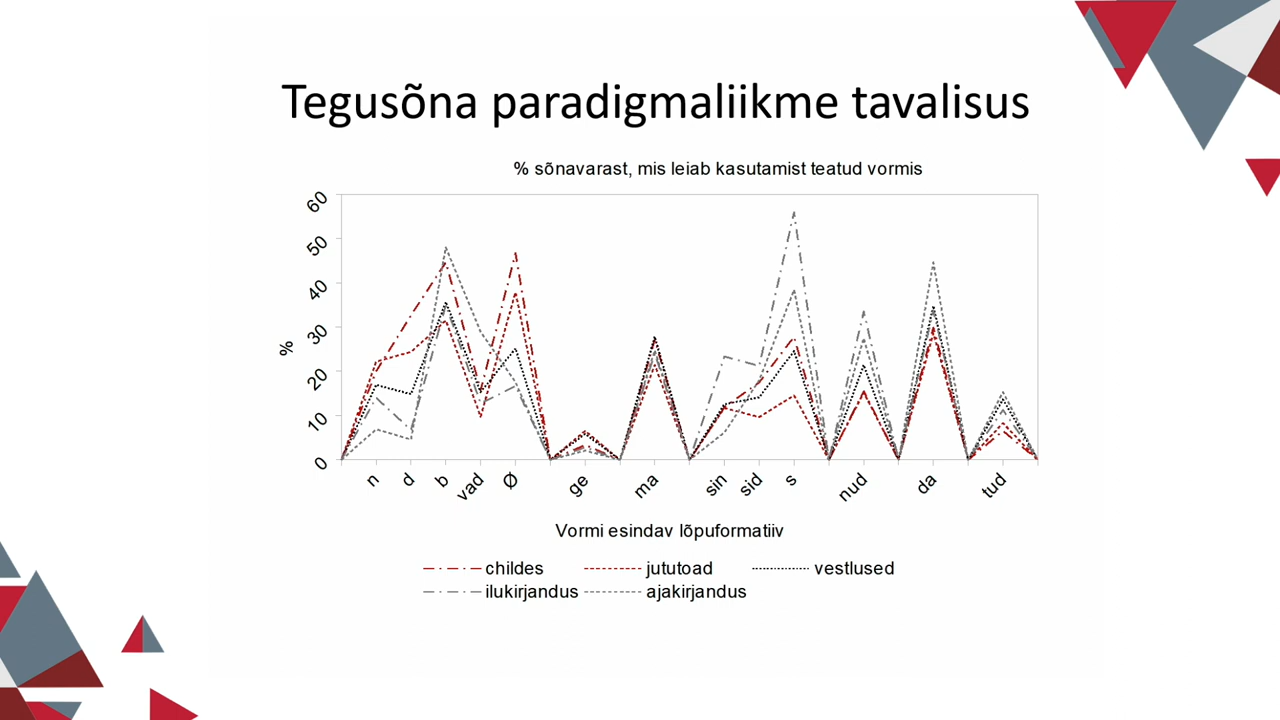 Tegusõna paradigmaliikme tavalisus
% sõnavarast, mis leiab kasutamist teatud vormis
60
50
40
30
20
10
0
%
n d b vad Ø ge ma sin sid s nud da tud
Vormi esindav lõpuformatiiv
childes jututoad vestlused
ilukirjandus ajakirjandus